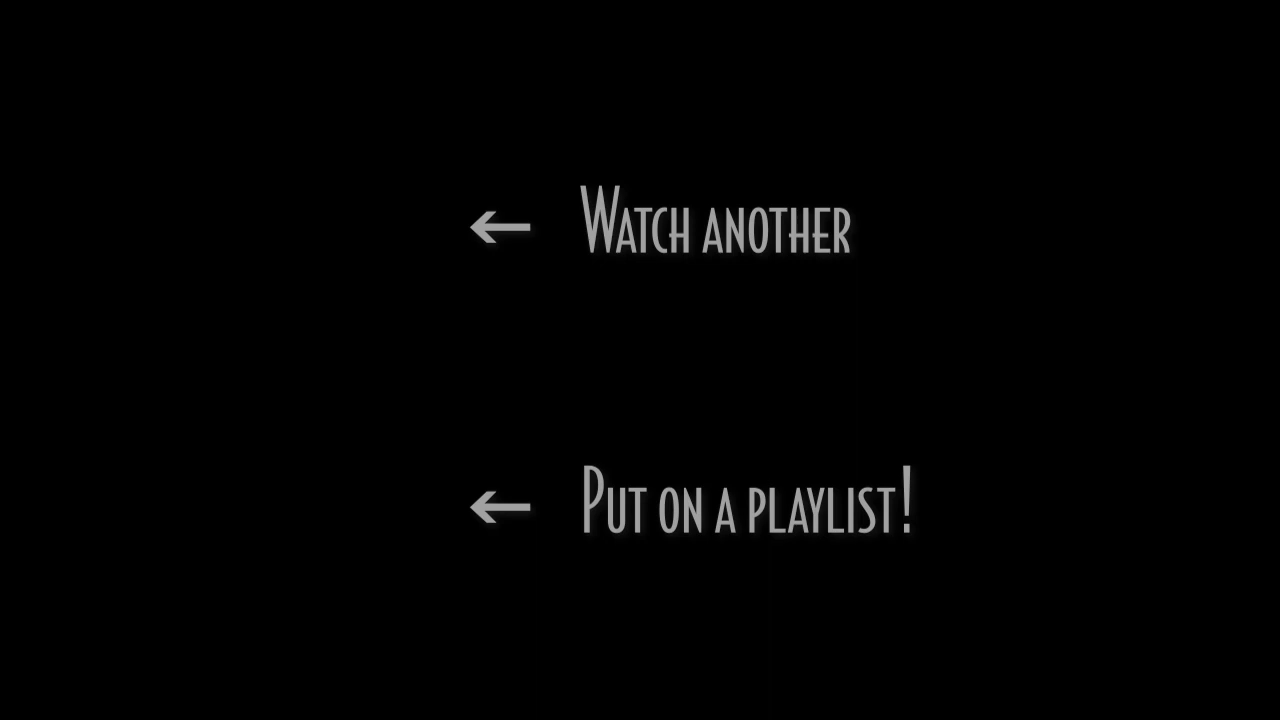 ← Watch another
← Put on a playlist!